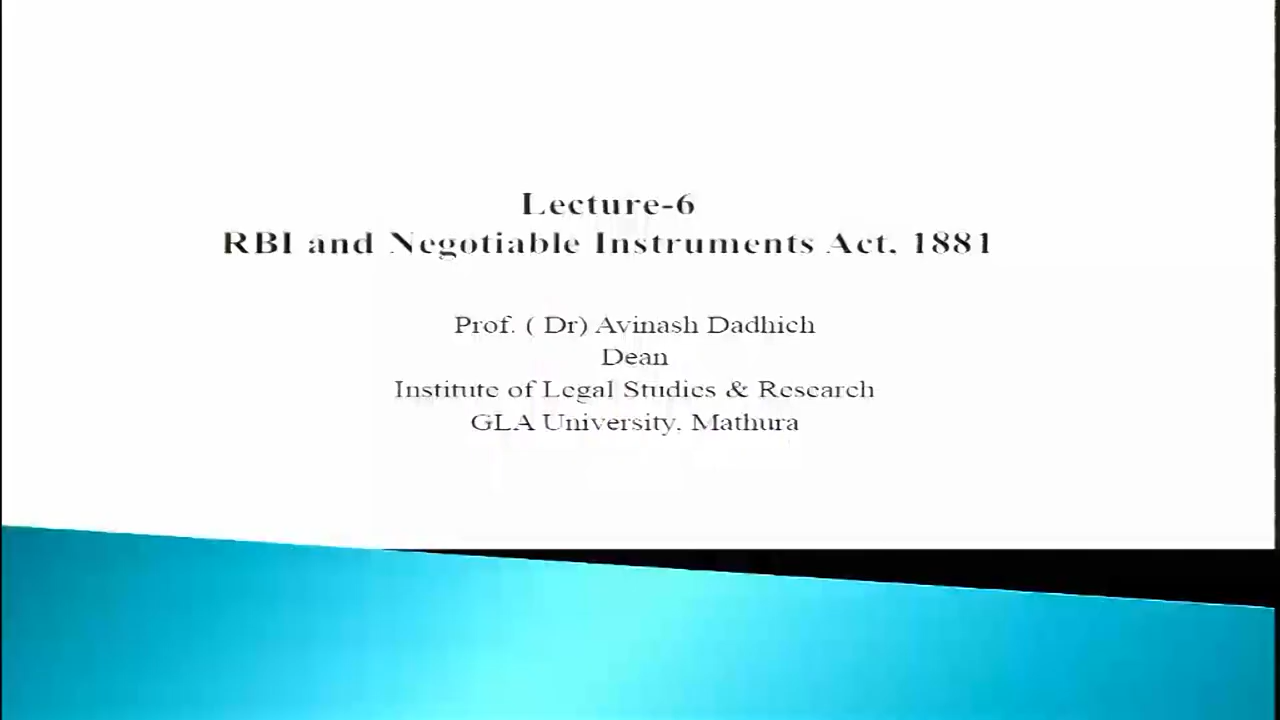 Lecture-6
RBI and Negotiable Instruments Act, 1881
Prof. ( Dr) Avinash Dadhich
Dean
Institute of Legal Studies & Research
GLA University, Mathura